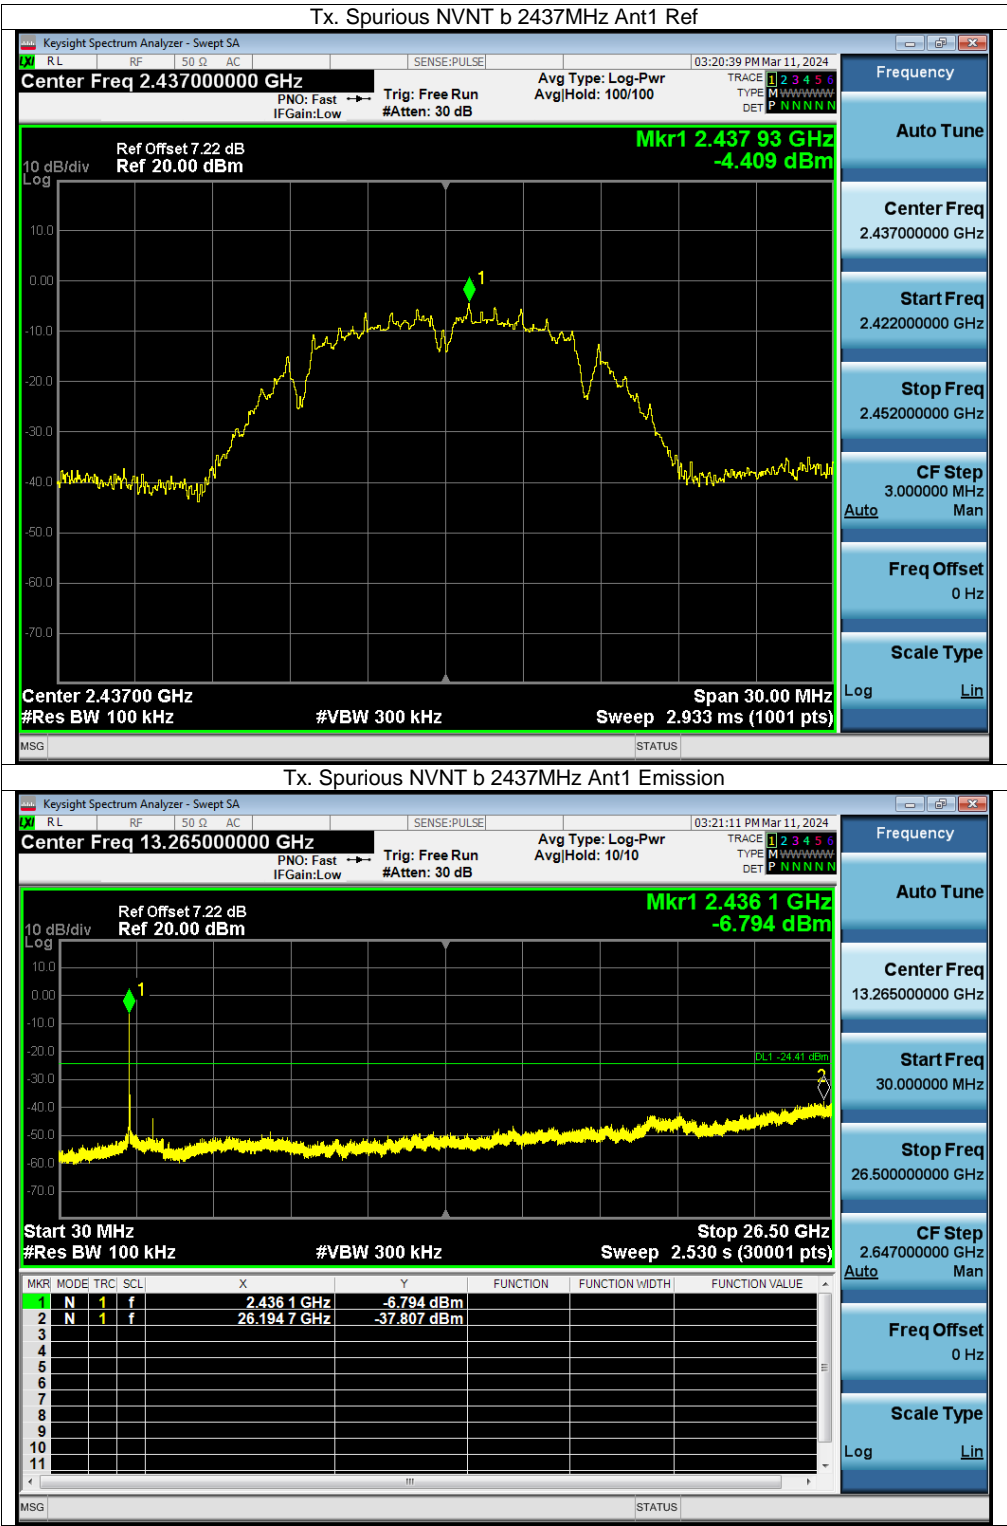 Tx. Spurious NVNT b 2437MHz Ant1 Ref
Keysight Spectrum Analyzer - Swept SA
LXI RL RF 50 Ω AC SENSE:PULSE 03:20:39 PM Mar 11, 2024
Center Freq 2.437000000 GHz
PNO: Fast
IFGain:Low
Trig: Free Run
#Atten: 30 dB
Avg Type: Log-Pwr
Avg|Hold: 100/100
TRACE 1 2 3 4 5 6
TYPE M WWWWW
DET P N N N N N
Mkr1 2.437 93 GHz
-4.409 dBm
Ref Offset 7.22 dB
10 dB/div Ref 20.00 dBm
Log
10.0
0.00
-10.0
-20.0
-30.0
-40.0
-50.0
-60.0
-70.0
1
Center 2.43700 GHz Span 30.00 MHz
#Res BW 100 kHz #VBW 300 kHz Sweep 2.933 ms (1001 pts)
MSG STATUS
Frequency
Auto Tune
Center Freq
2.437000000 GHz
Start Freq
2.422000000 GHz
Stop Freq
2.452000000 GHz
CF Step
3.000000 MHz
Auto Man
Freq Offset
0 Hz
Scale Type
Log Lin
Tx. Spurious NVNT b 2437MHz Ant1 Emission
Keysight Spectrum Analyzer - Swept SA
LXI RL RF 50 Ω AC SENSE:PULSE 03:21:11 PM Mar 11, 2024
Center Freq 13.265000000 GHz
PNO: Fast
IFGain:Low
Trig: Free Run
#Atten: 30 dB
Avg Type: Log-Pwr
Avg|Hold: 10/10
TRACE 1 2 3 4 5 6
TYPE M WWWWW
DET P N N N N N
Mkr1 2.436 1 GHz
-6.794 dBm
Ref Offset 7.22 dB
10 dB/div Ref 20.00 dBm
Log
10.0
0.00
-10.0
-20.0
-30.0
-40.0
-50.0
-60.0
-70.0
1
DL1 -24.41 dBm
2
Start 30 MHz Stop 26.50 GHz
#Res BW 100 kHz #VBW 300 kHz Sweep 2.530 s (30001 pts)
MKR MODE TRC SCL X Y FUNCTION FUNCTION WIDTH FUNCTION VALUE
1 N 1 f 2.436 1 GHz -6.794 dBm
2 N 1 f 26.194 7 GHz -37.807 dBm
3
4
5
6
7
8
9
10
11
MSG STATUS
Frequency
Auto Tune
Center Freq
13.265000000 GHz
Start Freq
30.000000 MHz
Stop Freq
26.500000000 GHz
CF Step
2.647000000 GHz
Auto Man
Freq Offset
0 Hz
Scale Type
Log Lin